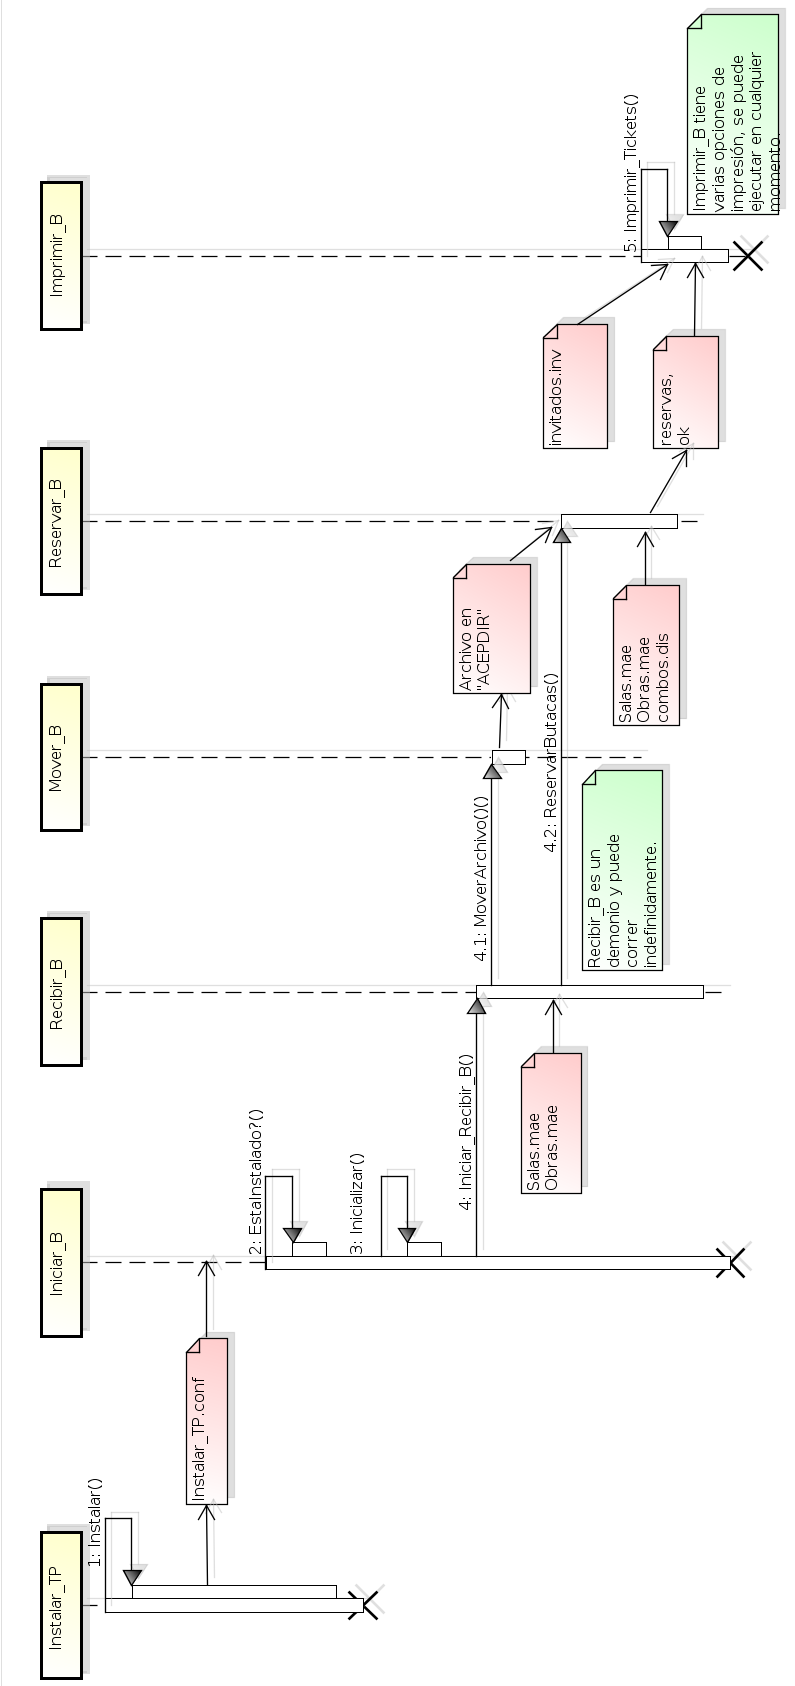 Instalar_TP
Iniciar_B
Recibir_B
Mover_B
Reservar_B
Imprimir_B
1: Instalar()
Instalar_TP.conf
2: EstaInstalado?()
3: Inicializar()
4: Iniciar_Recibir_B()
Salas.mae
Obras.mae
4.1: MoverArchivo()()
Archivo en
"ACEPDIR"
4.2: ReservarButacas()
Recibir_B es un
demonio y puede
correr
indefinidamente.
Salas.mae
Obras.mae
combos.dis
invitados.inv
reservas,
ok
5: Imprimir_Tickets()
Imprimir_B tiene
varias opciones de
impresión, se puede
ejecutar en cualquier
momento.